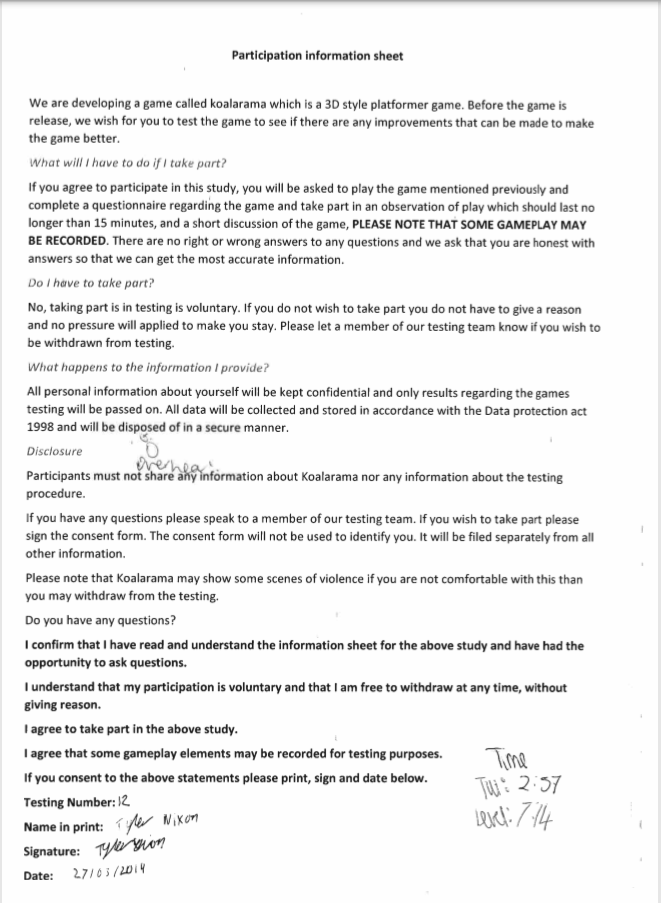 Participation information sheet
We are developing a game called koalarama which is a 3D style platformer game. Before the game is
release, we wish for you to test the game to see if there are any improvements that can be made to make
the game better.
What will I have to do if I take part?
If you agree to participate in this study, you will be asked to play the game mentioned previously and
complete a questionnaire regarding the game and take part in an observation of play which should last no
longer than 15 minutes, and a short discussion of the game, PLEASE NOTE THAT SOME GAMEPLAY MAY
BE RECORDED. There are no right or wrong answers to any questions and we ask that you are honest with
answers so that we can get the most accurate information.
Do I have to take part?
No, taking part is in testing is voluntary. If you do not wish to take part you do not have to give a reason
and no pressure will applied to make you stay. Please let a member of our testing team know if you wish to
be withdrawn from testing.
What happens to the information I provide?
All personal information about yourself will be kept confidential and only results regarding the games
testing will be passed on. All data will be collected and stored in accordance with the Data protection act
1998 and will be disposed of in a secure manner.
Disclosure
Participants must not share any information about Koalarama nor any information about the testing
procedure.
If you have any questions please speak to a member of our testing team. If you wish to take part please
sign the consent form. The consent form will not be used to identify you. It will be filed separately from all
other information.
Please note that Koalarama may show some scenes of violence if you are not comfortable with this than
you may withdraw from the testing.
Do you have any questions?
I confirm that I have read and understand the information sheet for the above study and have had the
opportunity to ask questions.
I understand that my participation is voluntary and that I am free to withdraw at any time, without
giving reason.
I agree to take part in the above study.
I agree that some gameplay elements may be recorded for testing purposes.
If you consent to the above statements please print, sign and date below.
Time
Tui: 2:57
Level: 7:14
Testing Number: 12
Name in print: Tyler Nixon
Signature:
Date: 27/03/2014